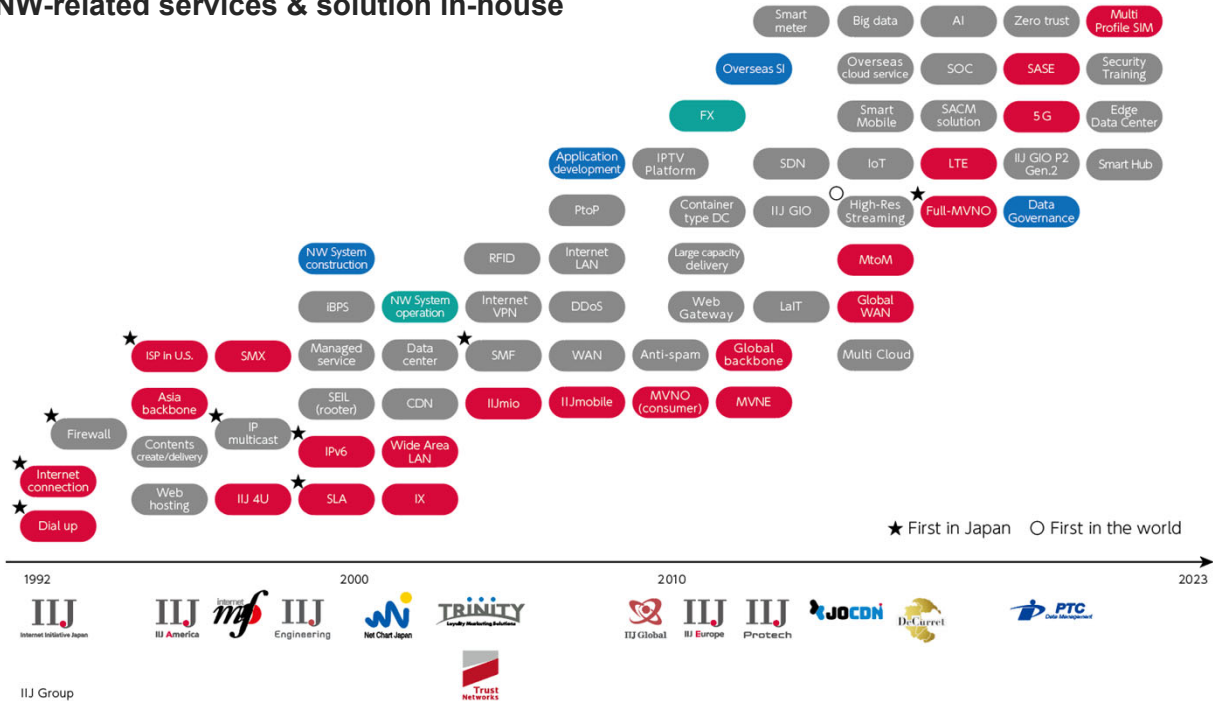 NW-related services & solution in-house
Smart
meter
Big data
AI
Zero trust
Multi
Profile SIM
Overseas SI
Overseas
cloud service
SOC
SASE
Security
Training
FX
Smart
Mobile
SACM
solution
5G
Edge
Data Center
Application
development
IPTV
Platform
SDN
IoT
LTE
IIJ GIO P2
Gen.2
Smart Hub
PtoP
Container
type DC
IIJ GIO
High-Res
Streaming
Full-MVNO
Data
Governance
NW System
construction
RFID
Internet
LAN
Large capacity
delivery
MtoM
iBPS
NW System
operation
Internet
VPN
DDoS
Web
Gateway
LaIT
Global
WAN
ISP in U.S.
SMX
Managed
service
Data
center
SMF
WAN
Anti-spam
Global
backbone
Multi Cloud
Asia
backbone
SEIL
(rooter)
CDN
IIJmio
IIJmobile
MVNO
(consumer)
MVNE
Firewall
Contents
create/delivery
IP
multicast
IPv6
Wide Area
LAN
Internet
connection
Web
hosting
IIJ 4U
SLA
IX
Dial up
★ First in Japan ○ First in the world
1992
2000
2010
2023
IIJ
Internet Initiative Japan
IIJ
IIJ America
Internet
mf
IIJ
Engineering
Net Chart Japan
TRINITY
Loyalty Marketing Solutions
IIJ Global
IIJ
IIJ Europe
IIJ
Protech
JOCDN
DeCurret
PTC
Data Management
Trust
Networks
IIJ Group